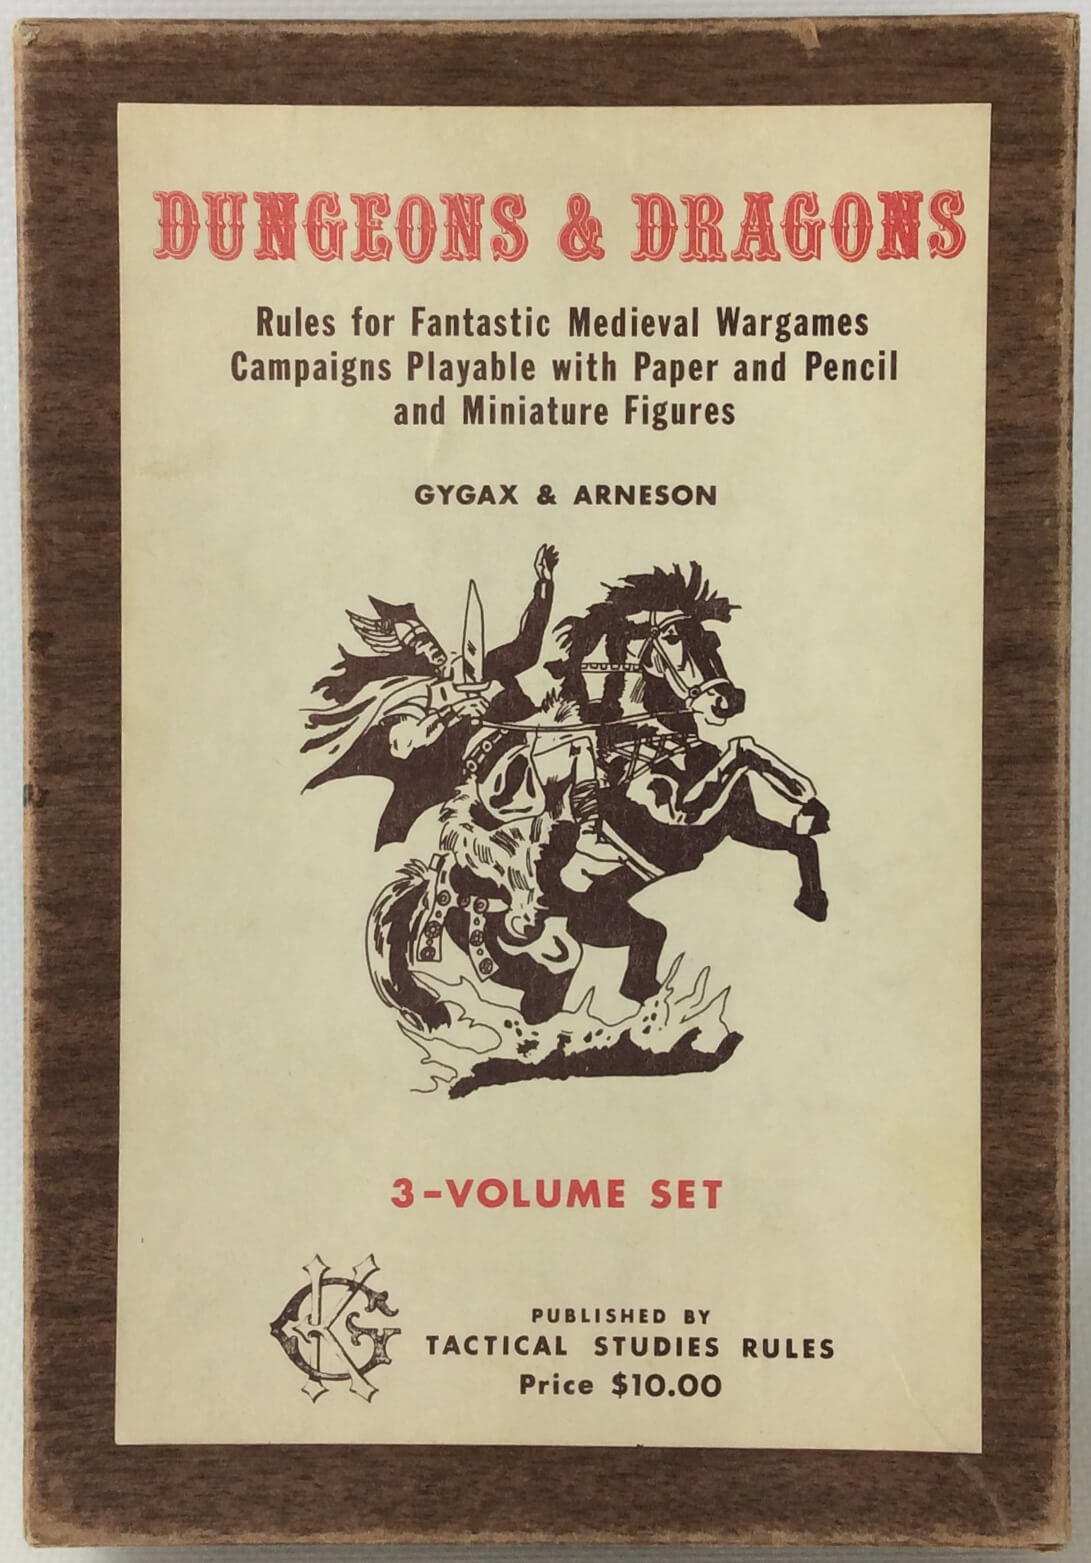 DUNGEONS & DRAGONS
Rules for Fantastic Medieval Wargames
Campaigns Playable with Paper and Pencil
and Miniature Figures
GYGAX & ARNESON
3-VOLUME SET
GK
PUBLISHED BY
TACTICAL STUDIES RULES
Price $10.00